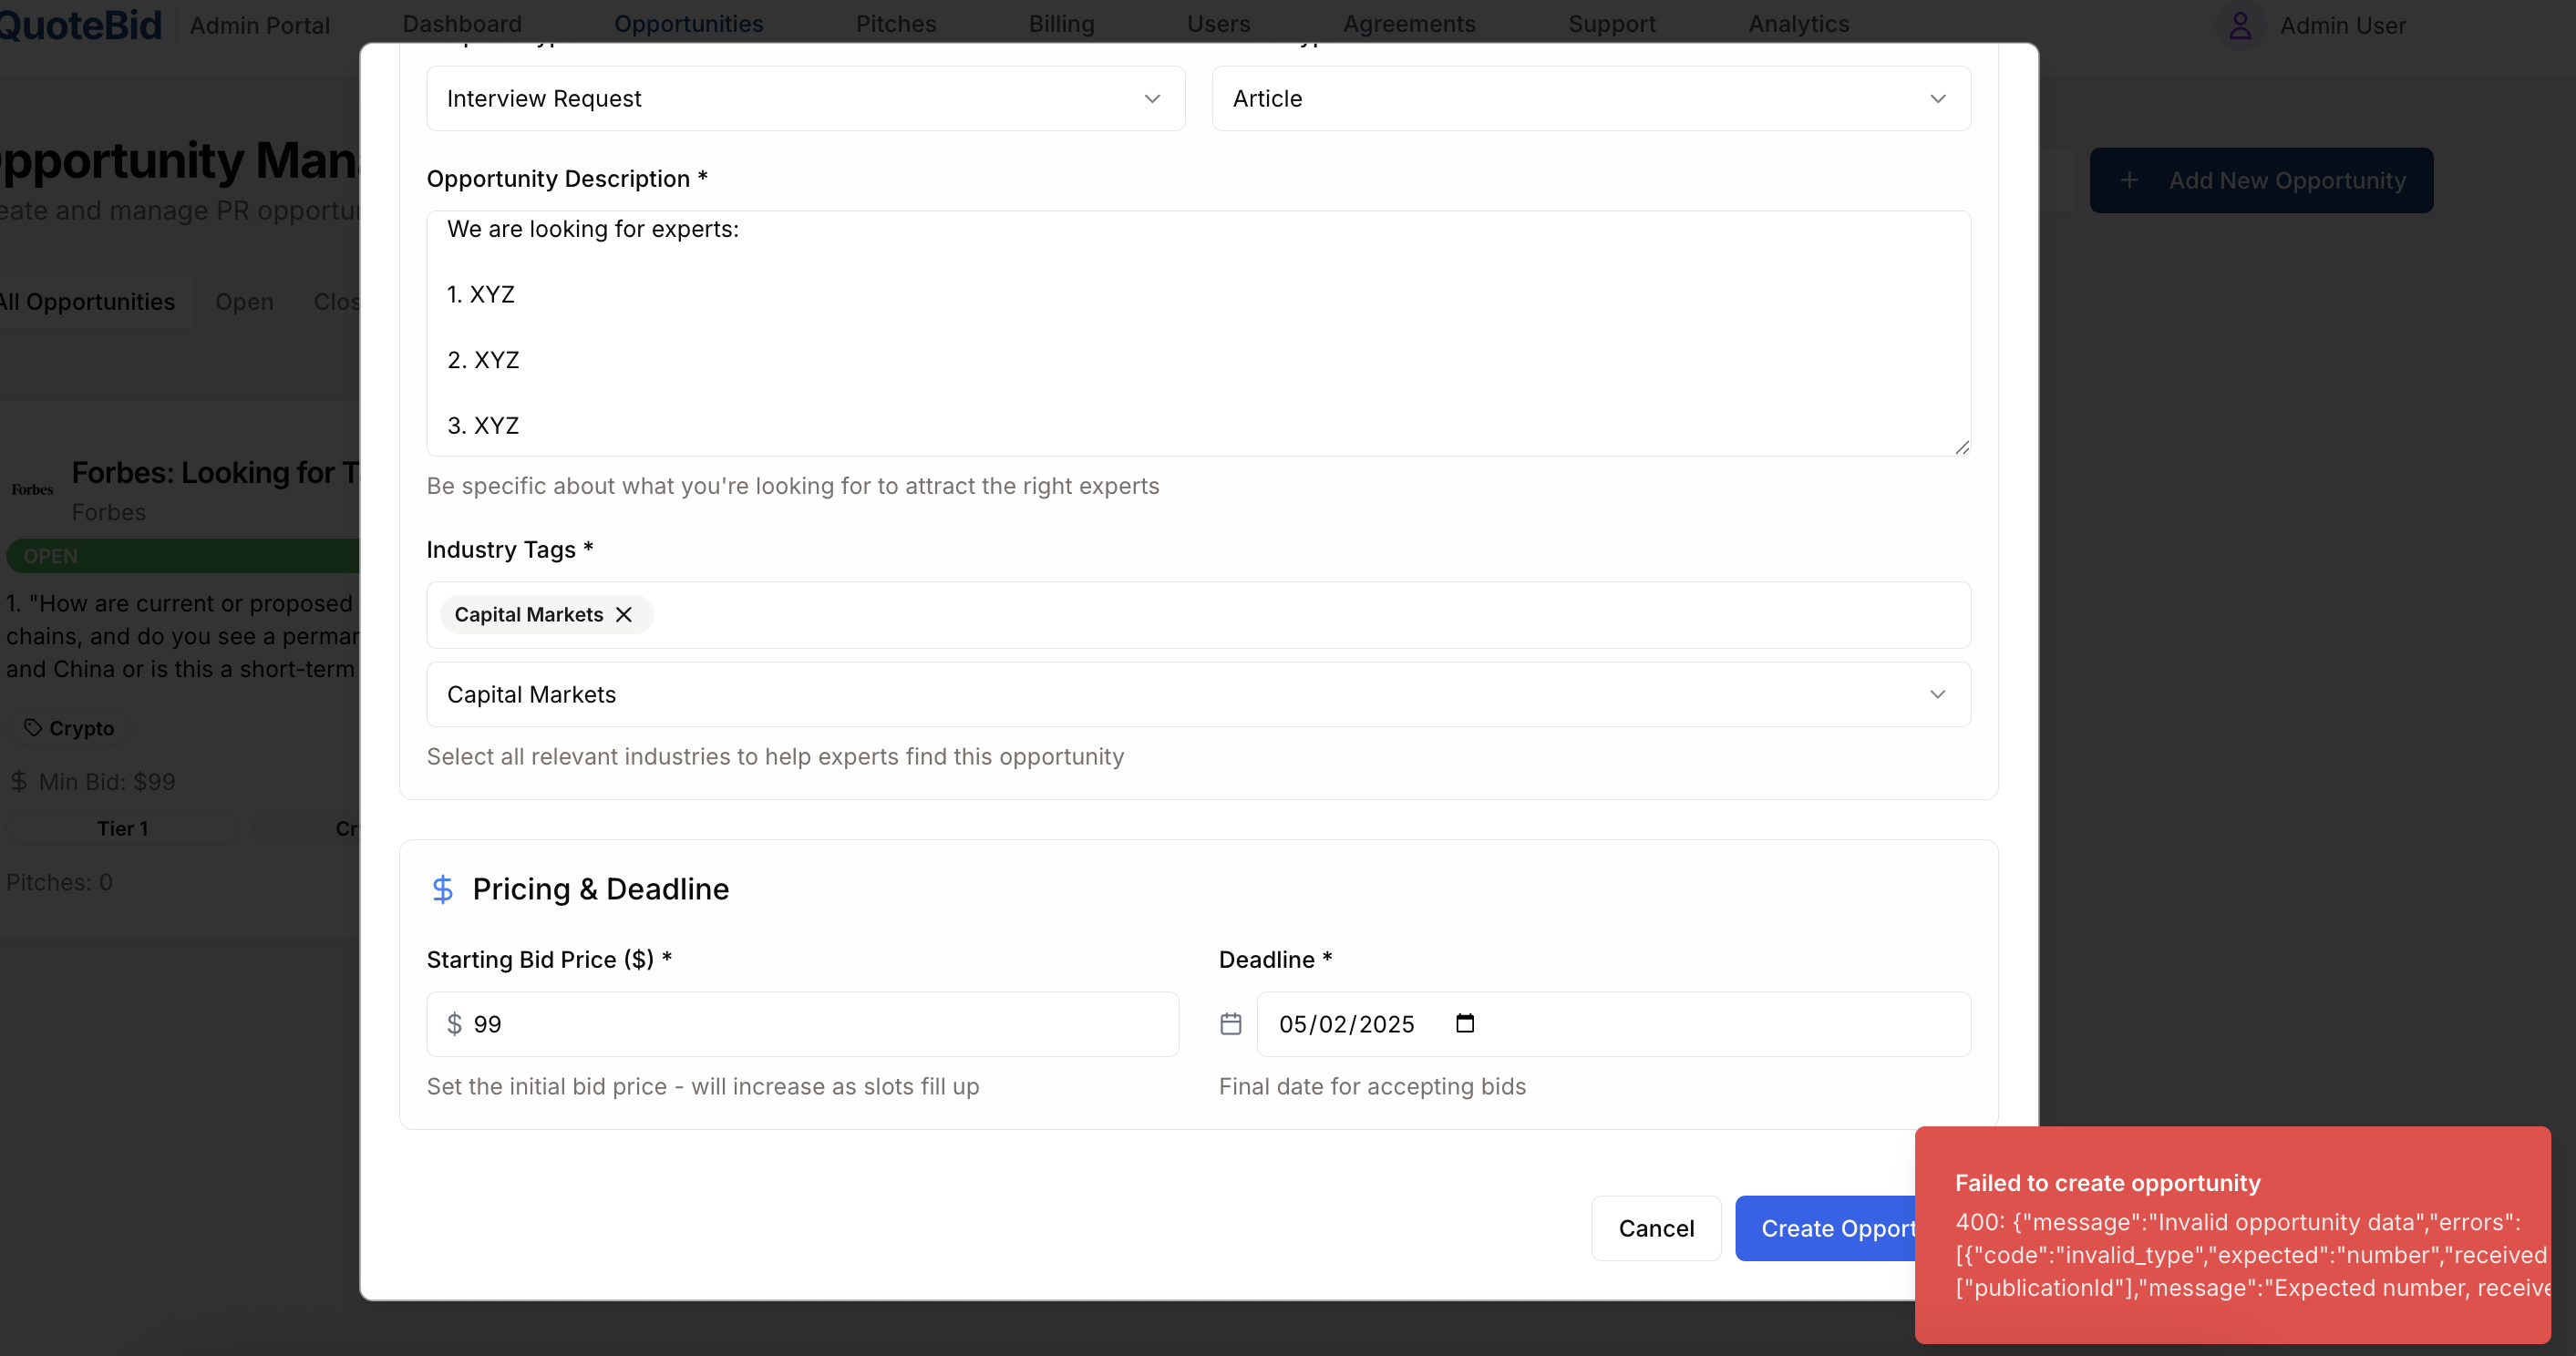 QuoteBid Admin Portal Dashboard Opportunities Pitches Billing Users Agreements Support Analytics Admin User
pportunity Mana
eate and manage PR opportu
Add New Opportunity
All Opportunities Open Clos
Forbes
Forbes: Looking for T
Forbes
OPEN
1. "How are current or proposed
chains, and do you see a perman
and China or is this a short-term
Crypto
$ Min Bid: $99
Tier 1 Cr
Pitches: 0
Interview Request
Article
Opportunity Description *
We are looking for experts:
1. XYZ
2. XYZ
3. XYZ
Be specific about what you're looking for to attract the right experts
Industry Tags *
Capital Markets
Capital Markets
Select all relevant industries to help experts find this opportunity
$ Pricing & Deadline
Starting Bid Price ($) *
$ 99
Set the initial bid price - will increase as slots fill up
Deadline *
05/02/2025
Final date for accepting bids
Cancel
Create Opport
Failed to create opportunity
400: {"message":"Invalid opportunity data","errors":
[{"code":"invalid_type","expected":"number","received
["publicationId"],"message":"Expected number, receive